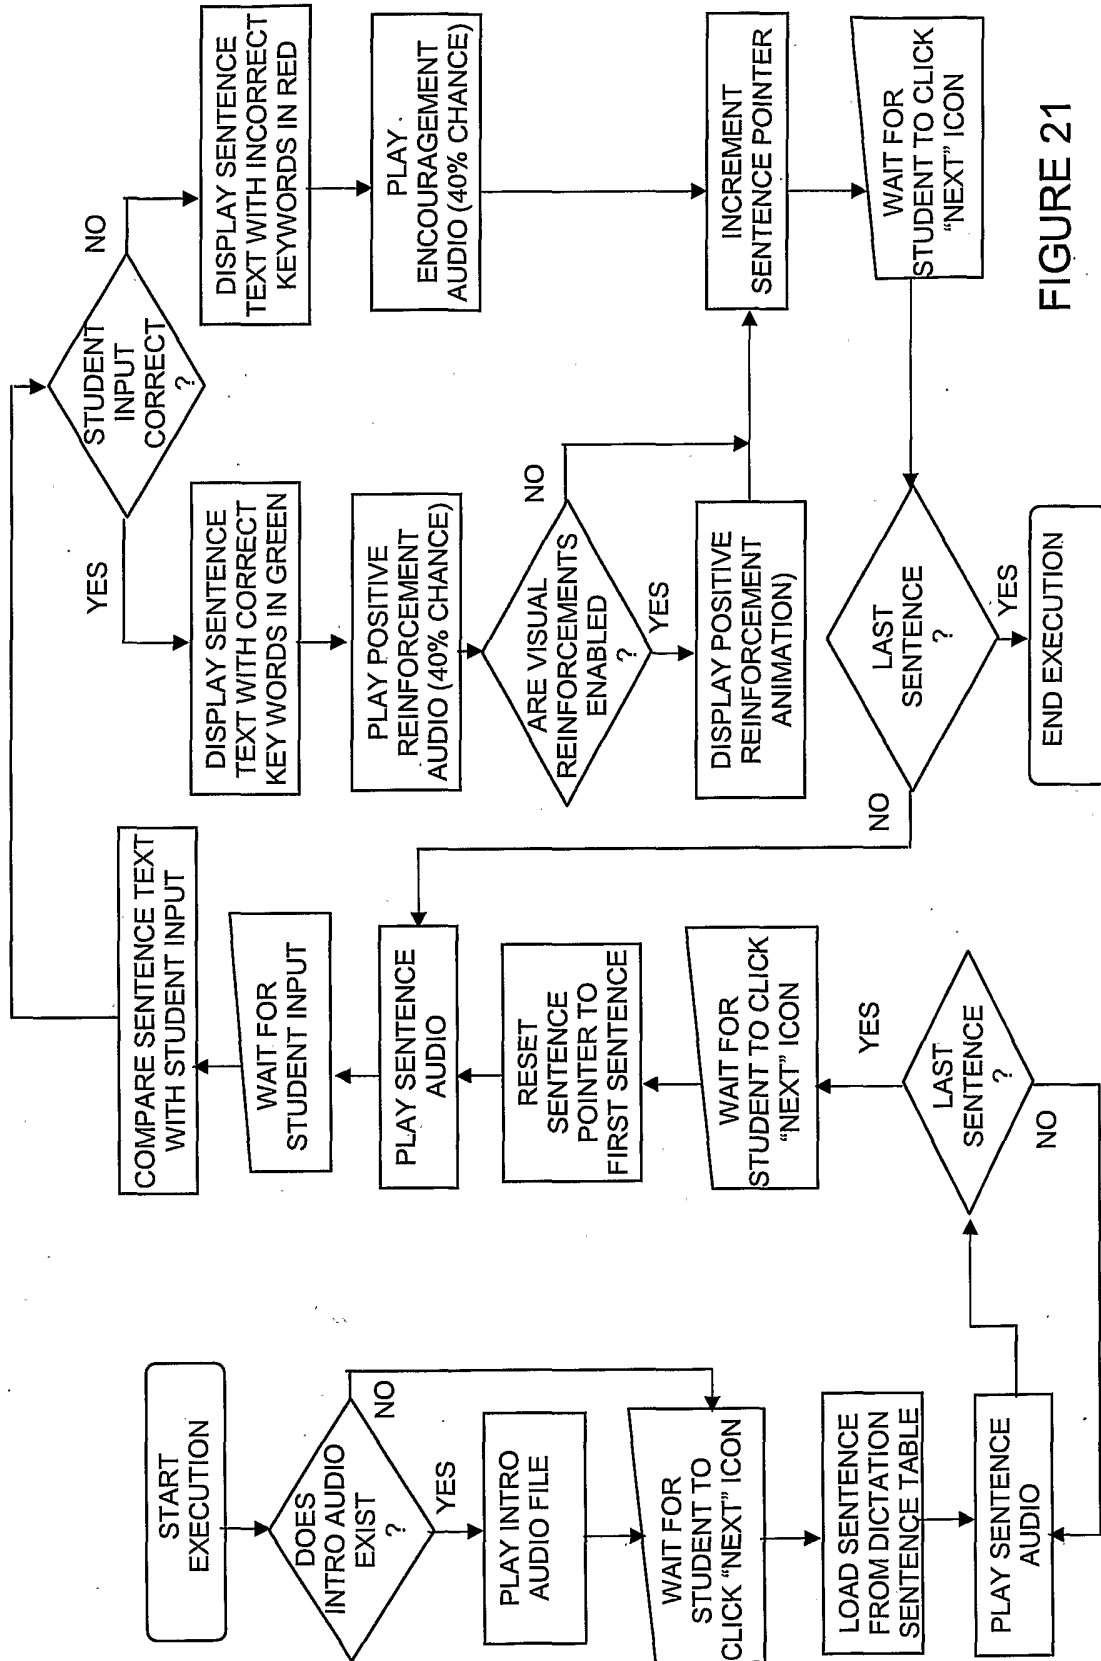 START
EXECUTION
DOES
INTRO AUDIO
EXIST
?
NO
YES
PLAY INTRO
AUDIO FILE
WAIT FOR
STUDENT TO
CLICK “NEXT” ICON
LOAD SENTENCE
FROM DICTATION
SENTENCE TABLE
PLAY SENTENCE
AUDIO
LAST
SENTENCE
?
NO
YES
WAIT FOR
STUDENT TO CLICK
“NEXT” ICON
RESET
SENTENCE
POINTER TO
FIRST SENTENCE
PLAY SENTENCE
AUDIO
WAIT FOR
STUDENT INPUT
COMPARE SENTENCE TEXT
WITH STUDENT INPUT
STUDENT
INPUT
CORRECT
?
YES
NO
DISPLAY SENTENCE
TEXT WITH CORRECT
KEY WORDS IN GREEN
PLAY POSITIVE
REINFORCEMENT
AUDIO (40% CHANCE)
ARE VISUAL
REINFORCEMENTS
ENABLED
?
NO
YES
DISPLAY POSITIVE
REINFORCEMENT
ANIMATION)
DISPLAY SENTENCE
TEXT WITH INCORRECT
KEYWORDS IN RED
PLAY
ENCOURAGEMENT
AUDIO (40% CHANCE)
INCREMENT
SENTENCE POINTER
WAIT FOR
STUDENT TO CLICK
“NEXT” ICON
LAST
SENTENCE
?
NO
YES
END EXECUTION
FIGURE 21